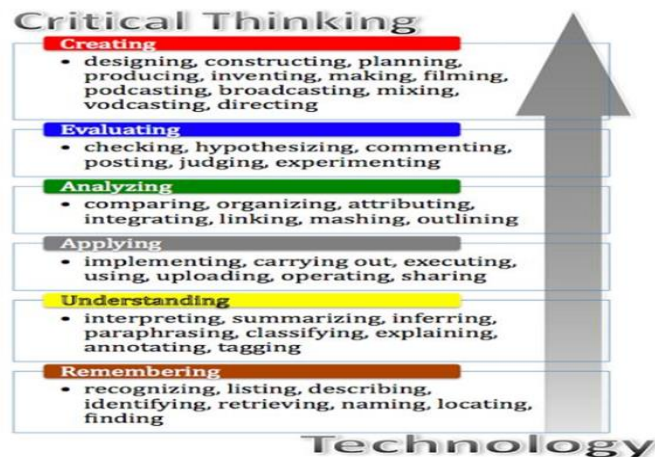 Critical Thinking
Creating
• designing, constructing, planning,
producing, inventing, making, filming,
podcasting, broadcasting, mixing,
vodcasting, directing
Evaluating
• checking, hypothesizing, commenting,
posting, judging, experimenting
Analyzing
• comparing, organizing, attributing,
integrating, linking, mashing, outlining
Applying
• implementing, carrying out, executing,
using, uploading, operating, sharing
Understanding
• interpreting, summarizing, inferring,
paraphrasing, classifying, explaining,
annotating, tagging
Remembering
• recognizing, listing, describing,
identifying, retrieving, naming, locating,
finding
Technology